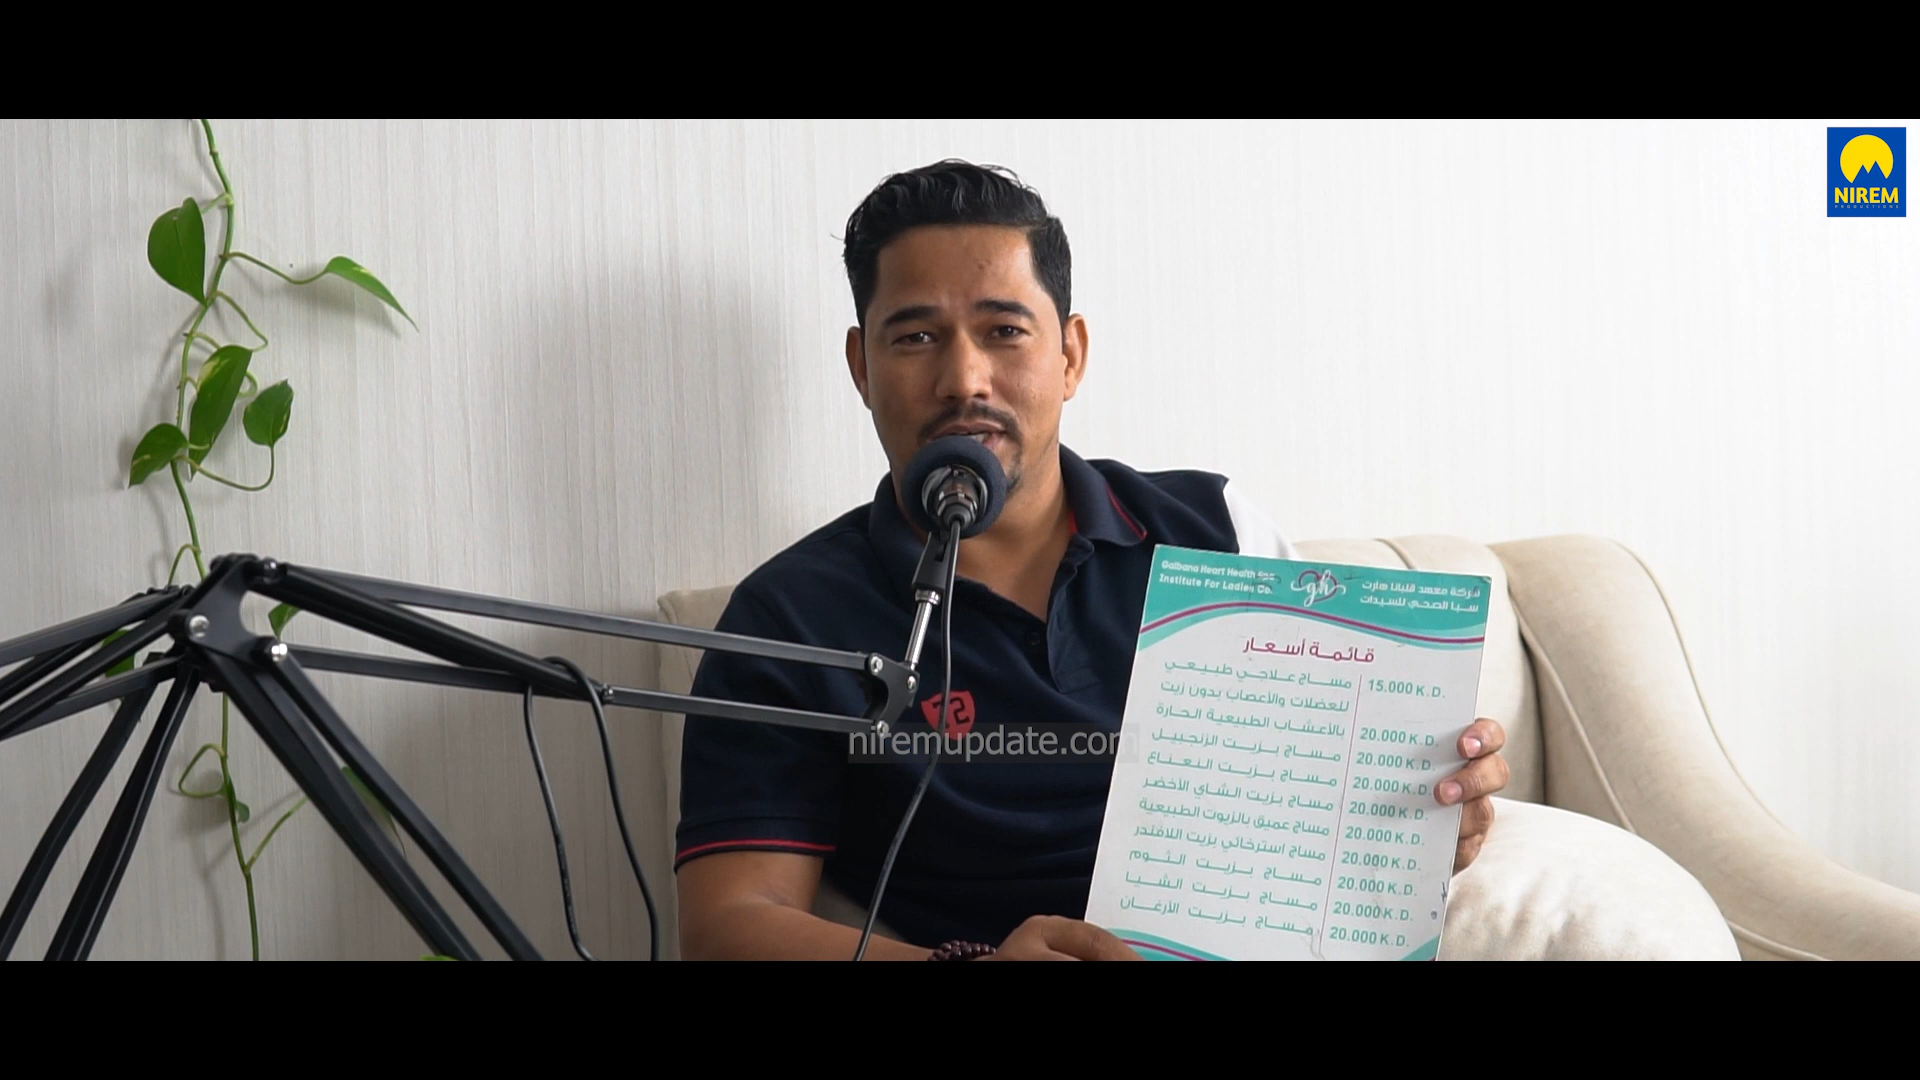 NIREM
PRODUCTIONS
Galbana Heart Health Spa
Institute For Ladies Co.
gh
شركة معهد قلبانا هارت
سبا الصحي للسيدات
قائمة أسعار
مساج علاجي طبيعي 15.000 K.D.
للعضلات والأعصاب بدون زيت
بالأعشاب الطبيعية الحارة 20.000 K.D.
مساج بزيت الزنجبيل 20.000 K.D.
مساج بزيت النعناع 20.000 K.D.
مساج بزيت الشاي الأخضر 20.000 K.D.
مساج عميق بالزيوت الطبيعية 20.000 K.D.
مساج استرخائي بزيت اللافندر 20.000 K.D.
مساج بزيت الثوم 20.000 K.D.
مساج بزيت الشيا 20.000 K.D.
مساج بزيت الأرغان 20.000 K.D.
niremupdate.com